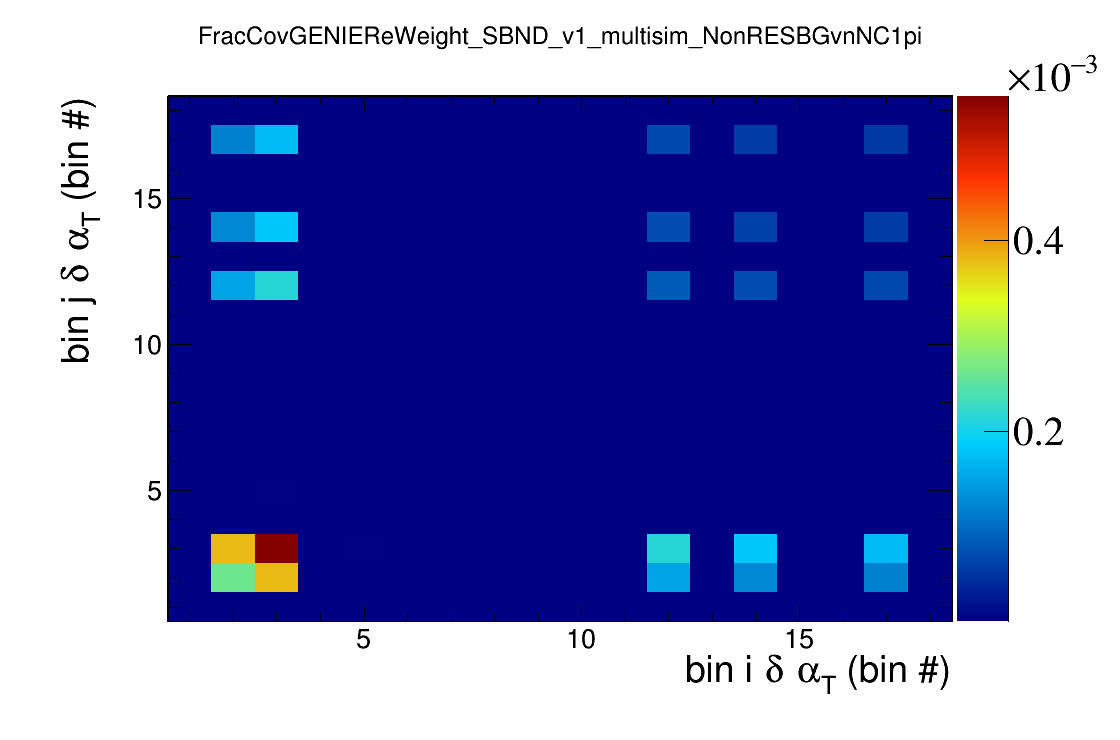 FracCovGENIEReWeight_SBND_v1_multisim_NonRESBGvnNC1pi
×10⁻³
bin j δ α_T (bin #)
15
10
5
0.4
0.2
5 10 15
bin i δ α_T (bin #)